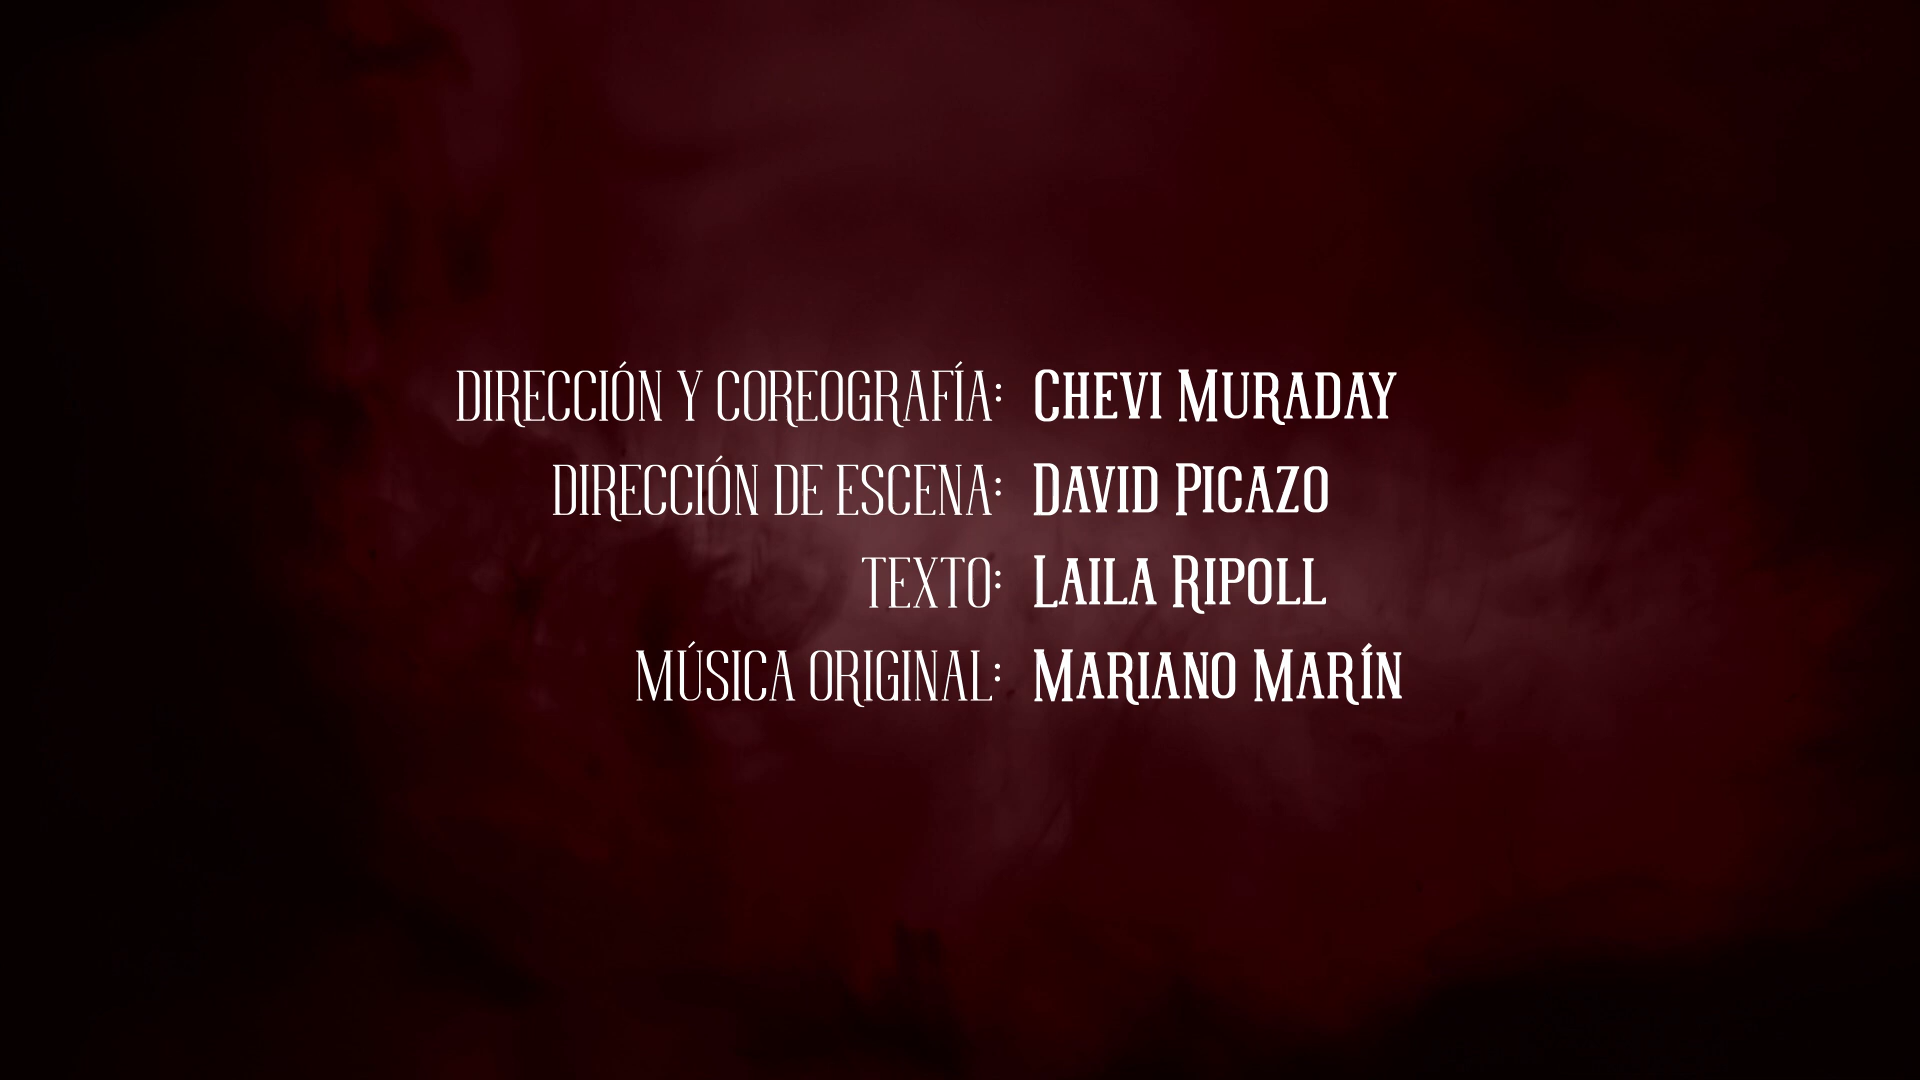 DIRECCIÓN Y COREOGRAFÍA: CHEVI MURADAY
DIRECCIÓN DE ESCENA: DAVID PICAZO
TEXTO: LAILA RIPOLL
MÚSICA ORIGINAL: MARIANO MARÍN